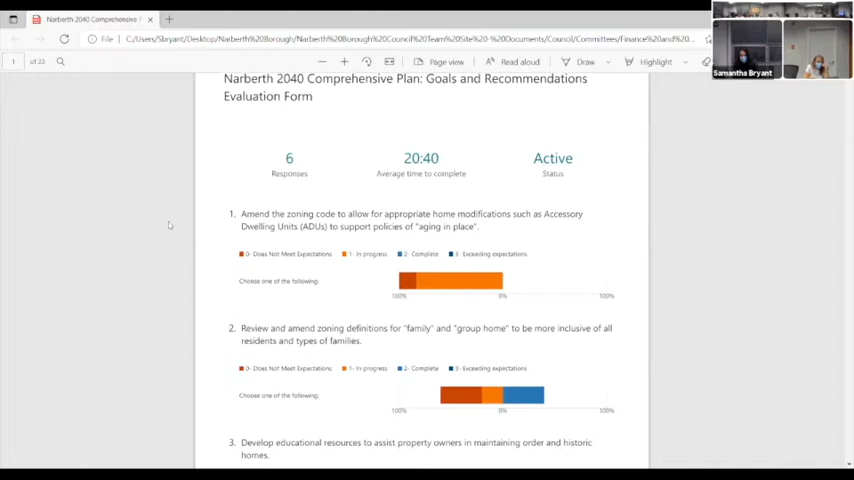 Narberth 2040 Comprehensive P
File
C:/Users/Sbryant/Desktop/Narberth%20Borough/Narberth%20Borough%20Council%20Team%20Site%20-%20Documents/Council/Committees/Finance%20and%20...
1 of 33
Page view
Read aloud
Draw
Highlight
Samantha Bryant
Narberth 2040 Comprehensive Plan: Goals and Recommendations
Evaluation Form
6 20:40 Active
Responses Average time to complete Status
1. Amend the zoning code to allow for appropriate home modifications such as Accessory
Dwelling Units (ADUs) to support policies of "aging in place".
0- Does Not Meet Expectations 1- In progress 2- Complete 3- Exceeding expectations
Choose one of the following:
100% 0% 100%
2. Review and amend zoning definitions for "family" and "group home" to be more inclusive of all
residents and types of families.
0- Does Not Meet Expectations 1- In progress 2- Complete 3- Exceeding expectations
Choose one of the following:
100% 0% 100%
3. Develop educational resources to assist property owners in maintaining order and historic
homes.